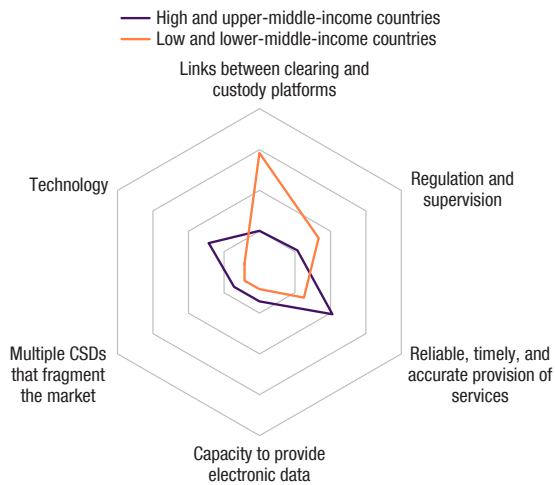 High and upper-middle-income countries
Low and lower-middle-income countries
Links between clearing and
custody platforms
Technology
Regulation and
supervision
Multiple CSDs
that fragment
the market
Reliable, timely, and
accurate provision of
services
Capacity to provide
electronic data